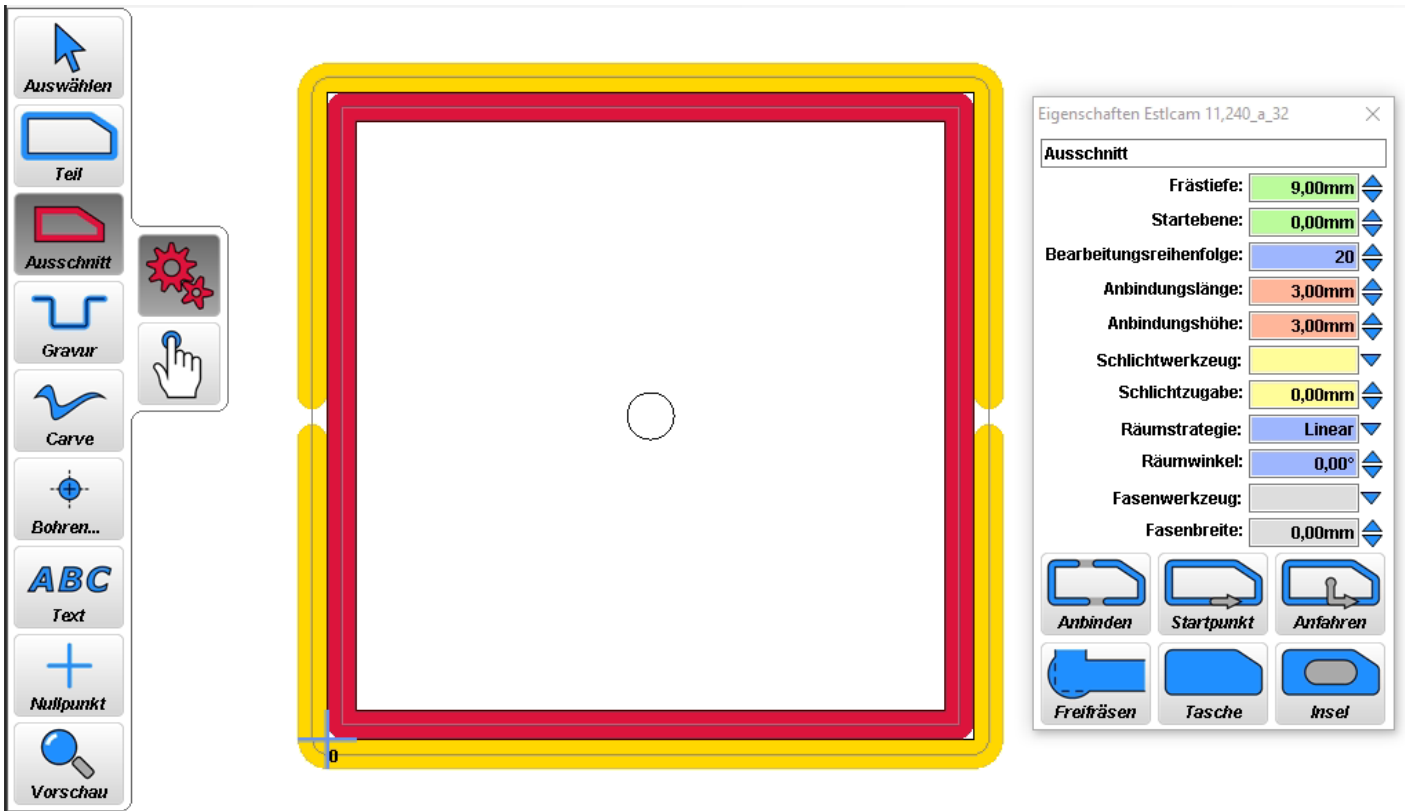 Auswählen
Teil
Ausschnitt
Gravur
Carve
Bohren...
ABC
Text
Nullpunkt
Vorschau
0
Eigenschaften Estlcam 11,240_a_32
Ausschnitt
Frästiefe: 9,00mm
Startebene: 0,00mm
Bearbeitungsreihenfolge: 20
Anbindungslänge: 3,00mm
Anbindungshöhe: 3,00mm
Schlichtwerkzeug:
Schlichtzugabe: 0,00mm
Räumstrategie: Linear
Räumwinkel: 0,00°
Fasenwerkzeug:
Fasenbreite: 0,00mm
Anbinden Startpunkt Anfahren
Freifräsen Tasche Insel